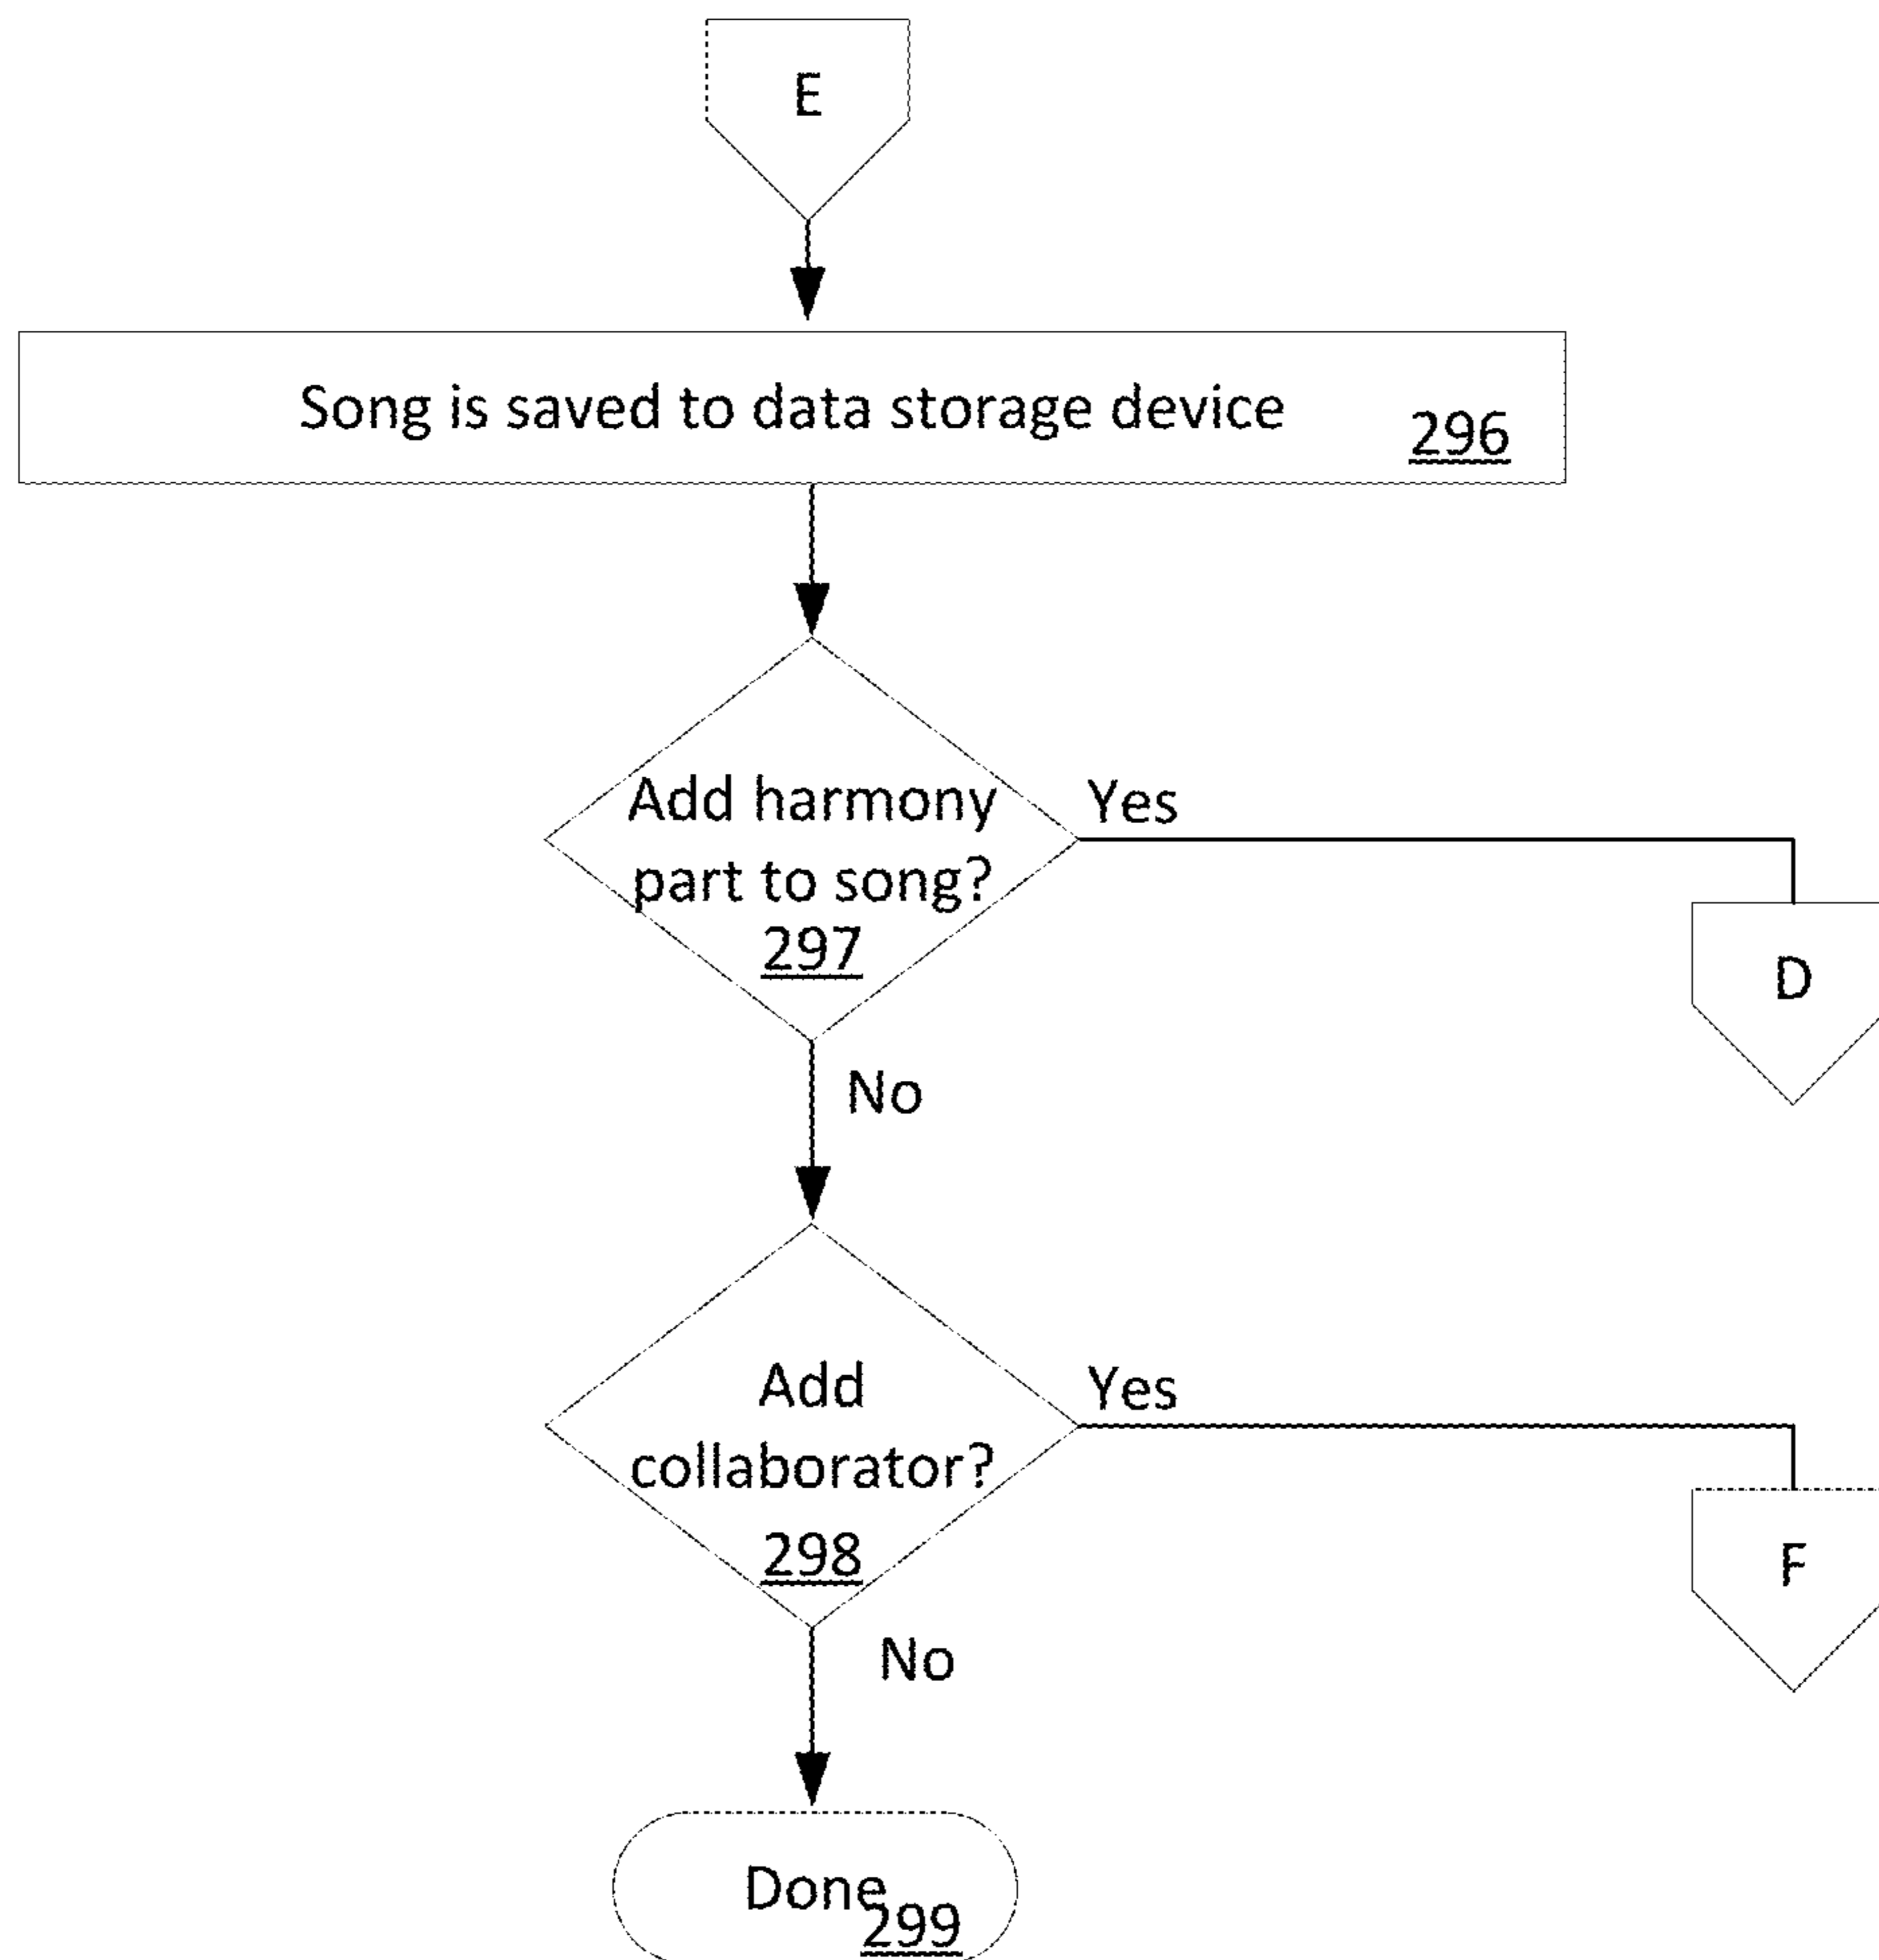 E
Song is saved to data storage device
296
Add harmony
part to song?
297
Yes
D
No
Add
collaborator?
298
Yes
F
No
Done
299